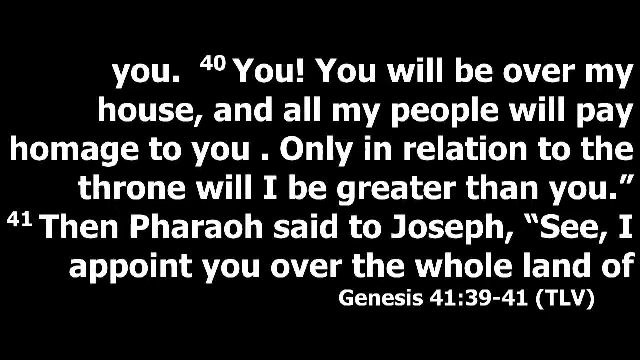 you. ⁴⁰ You! You will be over my
house, and all my people will pay
homage to you . Only in relation to the
throne will I be greater than you.”
⁴¹ Then Pharaoh said to Joseph, “See, I
appoint you over the whole land of
Genesis 41:39-41 (TLV)